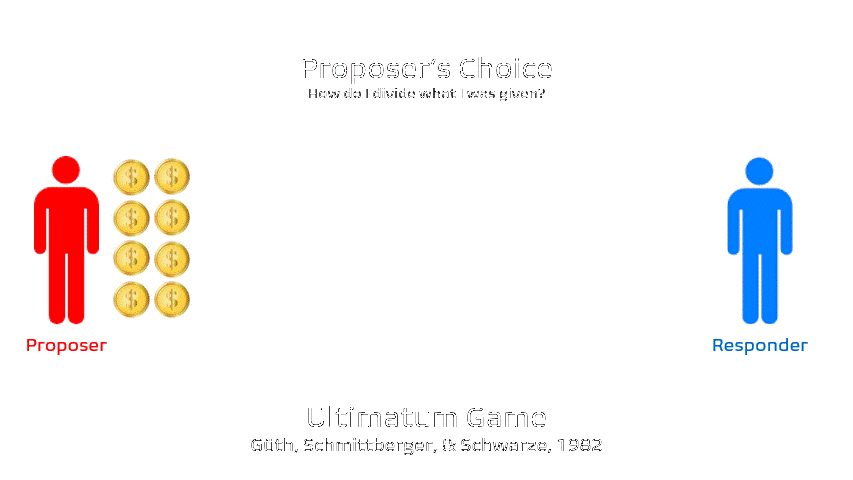 Proposer's Choice
How do I divide what I was given?
Proposer
Responder
Ultimatum Game
Güth, Schmittberger, & Schwarze, 1982